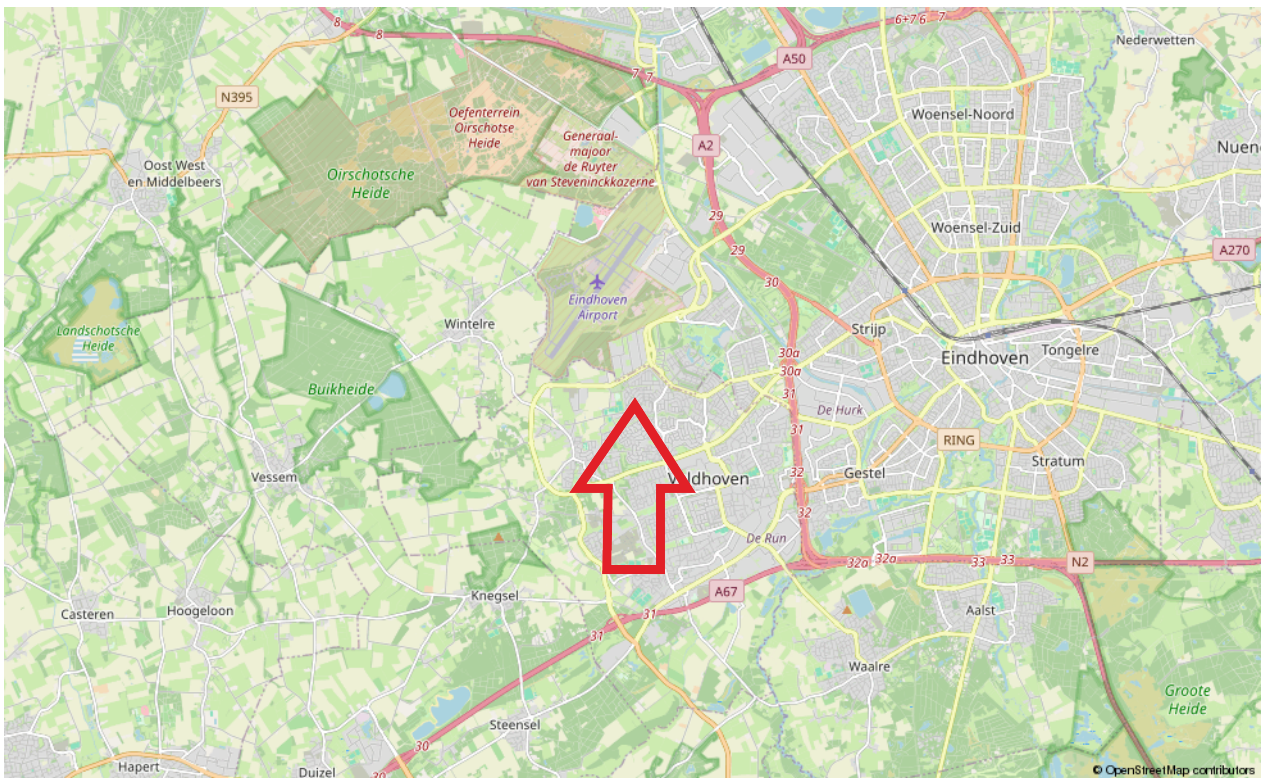 8
8
6+7 6 7
Nederwetten
A50
7 7
N395
Oefenterrein
Oirschotse
Heide
Woensel-Noord
Generaal-
majoor
de Ruyter
van Steveninckkazerne
A2
Nuen
Oost West
en Middelbeers
Oirschotsche
Heide
29
Woensel-Zuid
29
A270
30
Eindhoven
Airport
Wintelre
Strijp
Landschotsche
Heide
30a
30a
Eindhoven
Tongelre
Buikheide
31
De Hurk
31
RING
Stratum
Vessem
32
Gestel
32
De Run
32a
32a
33
33
N2
A67
Knegsel
Casteren
Hoogeloon
31
31
Aalst
Waalre
Groote
Heide
Steensel
30
Hapert
Duizel
30
© OpenStreetMap contributors